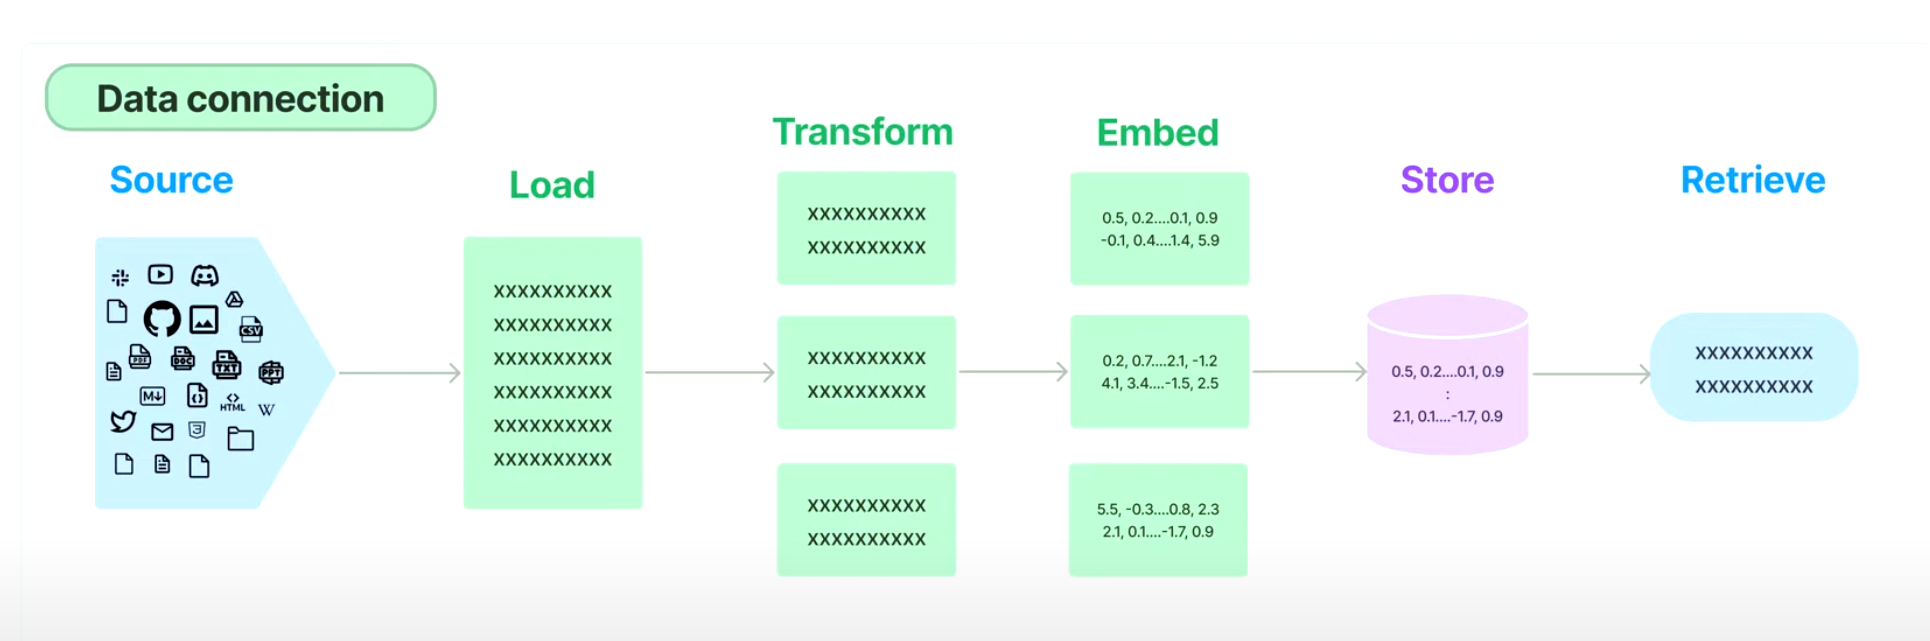 Data connection
Source
Load
Transform
Embed
Store
Retrieve
CSV
PDF
DOC
TXT
PPT
M
HTML
W
XXXXXXXXXX
XXXXXXXXXX
XXXXXXXXXX
XXXXXXXXXX
XXXXXXXXXX
XXXXXXXXXX
XXXXXXXXXX
XXXXXXXXXX
XXXXXXXXXX
XXXXXXXXXX
XXXXXXXXXX
XXXXXXXXXX
0.5, 0.2....0.1, 0.9
-0.1, 0.4....1.4, 5.9
0.2, 0.7....2.1, -1.2
4.1, 3.4....-1.5, 2.5
5.5, -0.3....0.8, 2.3
2.1, 0.1....-1.7, 0.9
0.5, 0.2....0.1, 0.9
:
2.1, 0.1....-1.7, 0.9
XXXXXXXXXX
XXXXXXXXXX